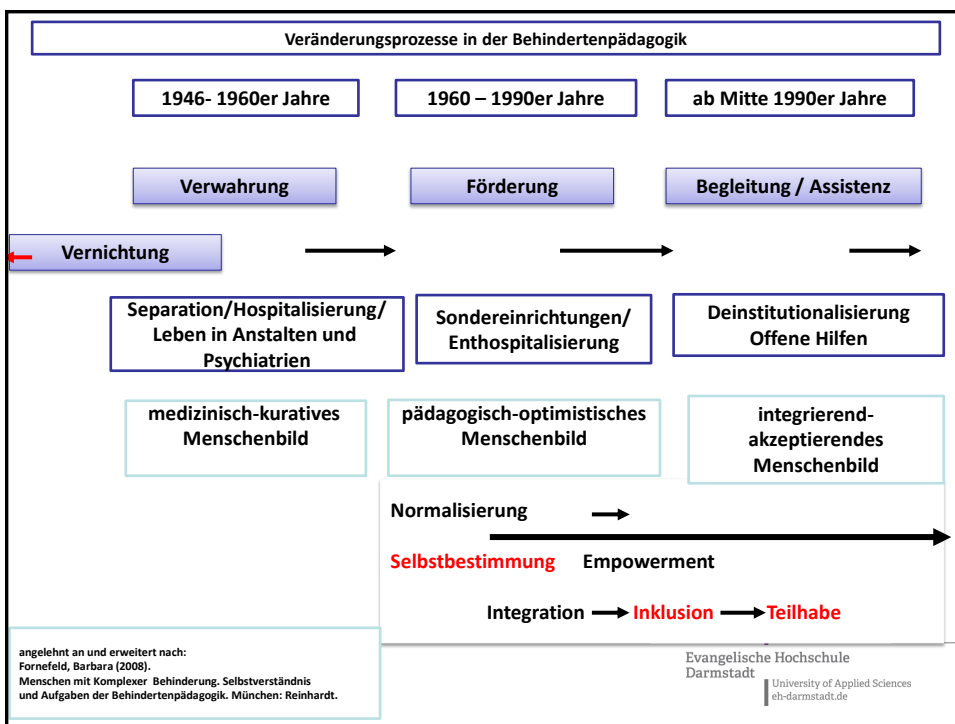 Veränderungsprozesse in der Behindertenpädagogik
1946- 1960er Jahre
1960 – 1990er Jahre
ab Mitte 1990er Jahre
Verwahrung
Förderung
Begleitung / Assistenz
Vernichtung
Separation/Hospitalisierung/
Leben in Anstalten und
Psychiatrien
Sondereinrichtungen/
Enthospitalisierung
Deinstitutionalisierung
Offene Hilfen
medizinisch-kuratives
Menschenbild
pädagogisch-optimistisches
Menschenbild
integrierend-
akzeptierendes
Menschenbild
Normalisierung
Selbstbestimmung
Empowerment
Integration
Inklusion
Teilhabe
angelehnt an und erweitert nach:
Fornefeld, Barbara (2008).
Menschen mit Komplexer Behinderung. Selbstverständnis
und Aufgaben der Behindertenpädagogik. München: Reinhardt.
Evangelische Hochschule
Darmstadt
University of Applied Sciences
eh-darmstadt.de